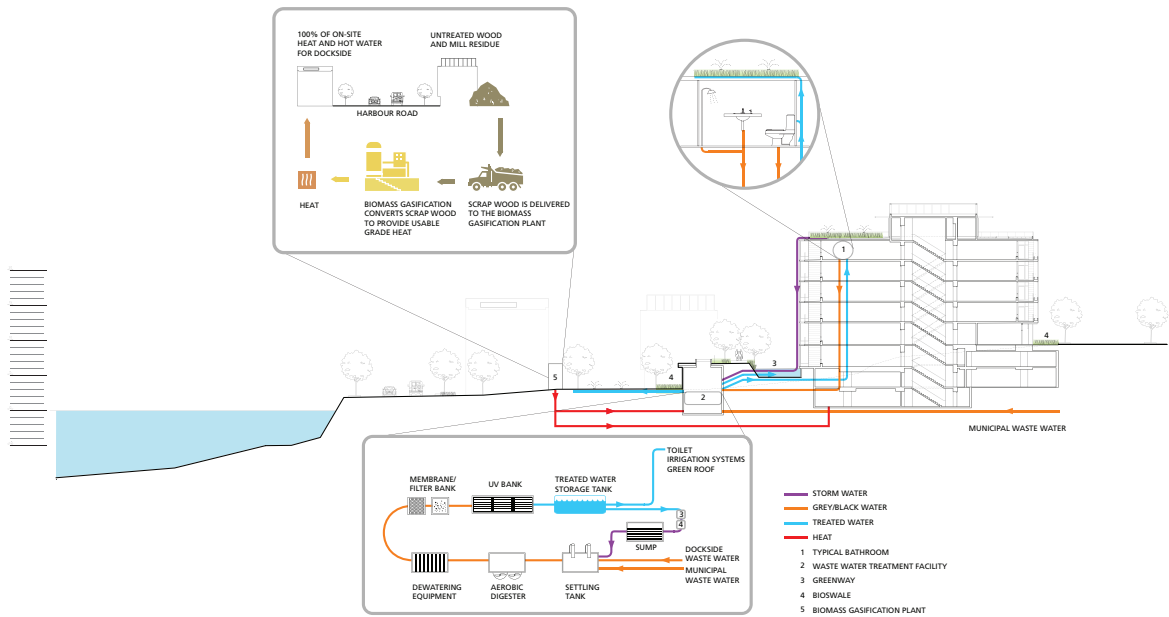 100% OF ON-SITE
HEAT AND HOT WATER
FOR DOCKSIDE
UNTREATED WOOD
AND MILL RESIDUE
HARBOUR ROAD
HEAT
BIOMASS GASIFICATION
CONVERTS SCRAP WOOD
TO PROVIDE USABLE
GRADE HEAT
SCRAP WOOD IS DELIVERED
TO THE BIOMASS
GASIFICATION PLANT
1
1
4
3
5
4
2
MUNICIPAL WASTE WATER
TOILET
IRRIGATION SYSTEMS
GREEN ROOF
MEMBRANE/
FILTER BANK
UV BANK
TREATED WATER
STORAGE TANK
3
4
SUMP
DOCKSIDE
WASTE WATER
MUNICIPAL
WASTE WATER
DEWATERING
EQUIPMENT
AEROBIC
DIGESTER
SETTLING
TANK
STORM WATER
GREY/BLACK WATER
TREATED WATER
HEAT
1 TYPICAL BATHROOM
2 WASTE WATER TREATMENT FACILITY
3 GREENWAY
4 BIOSWALE
5 BIOMASS GASIFICATION PLANT